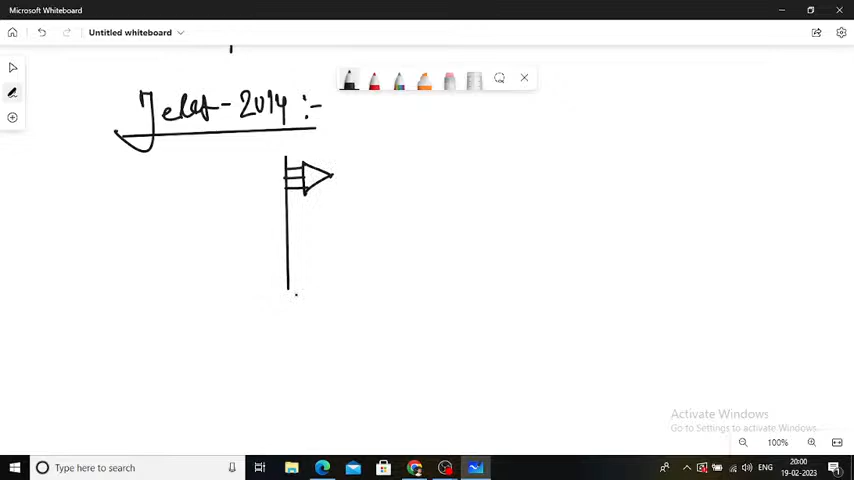 Microsoft Whiteboard
Untitled whiteboard
Jelet-2014 :-
Activate Windows
Go to Settings to activate Windows.
100%
Type here to search
ENG
20:00
19-02-2023